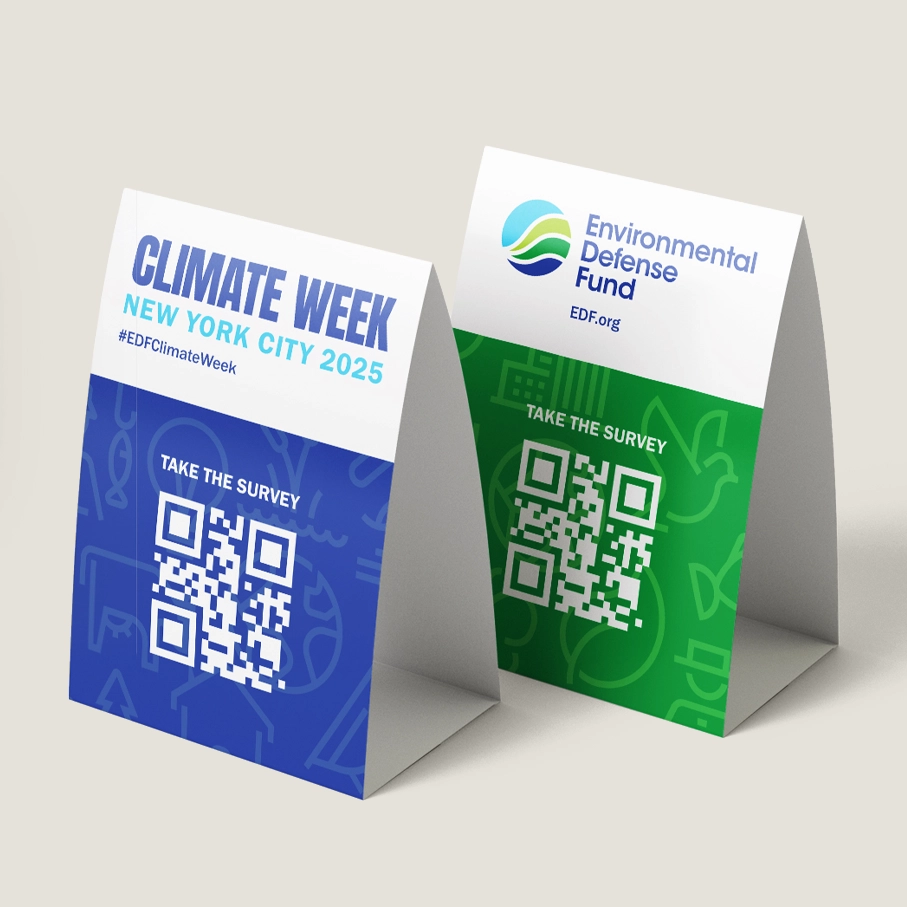 CLIMATE WEEK
NEW YORK CITY 2025
#EDFClimateWeek
TAKE THE SURVEY
Environmental
Defense
Fund
EDF.org
TAKE THE SURVEY